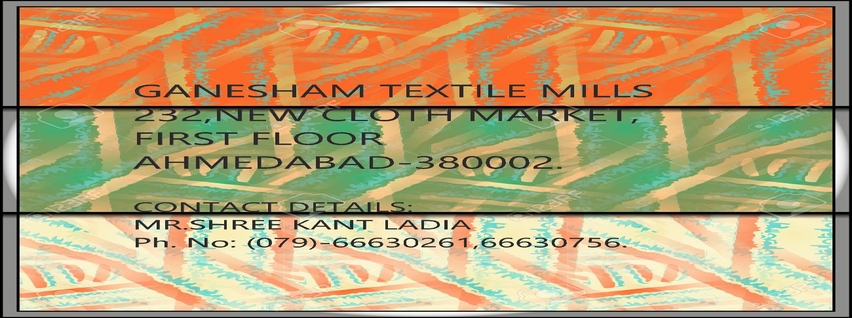 GANESHAM TEXTILE MILLS
232,NEW CLOTH MARKET,
FIRST FLOOR
AHMEDABAD-380002.
CONTACT DETAILS:
MR.SHREE KANT LADIA
Ph. No: (079)-66630261,66630756.